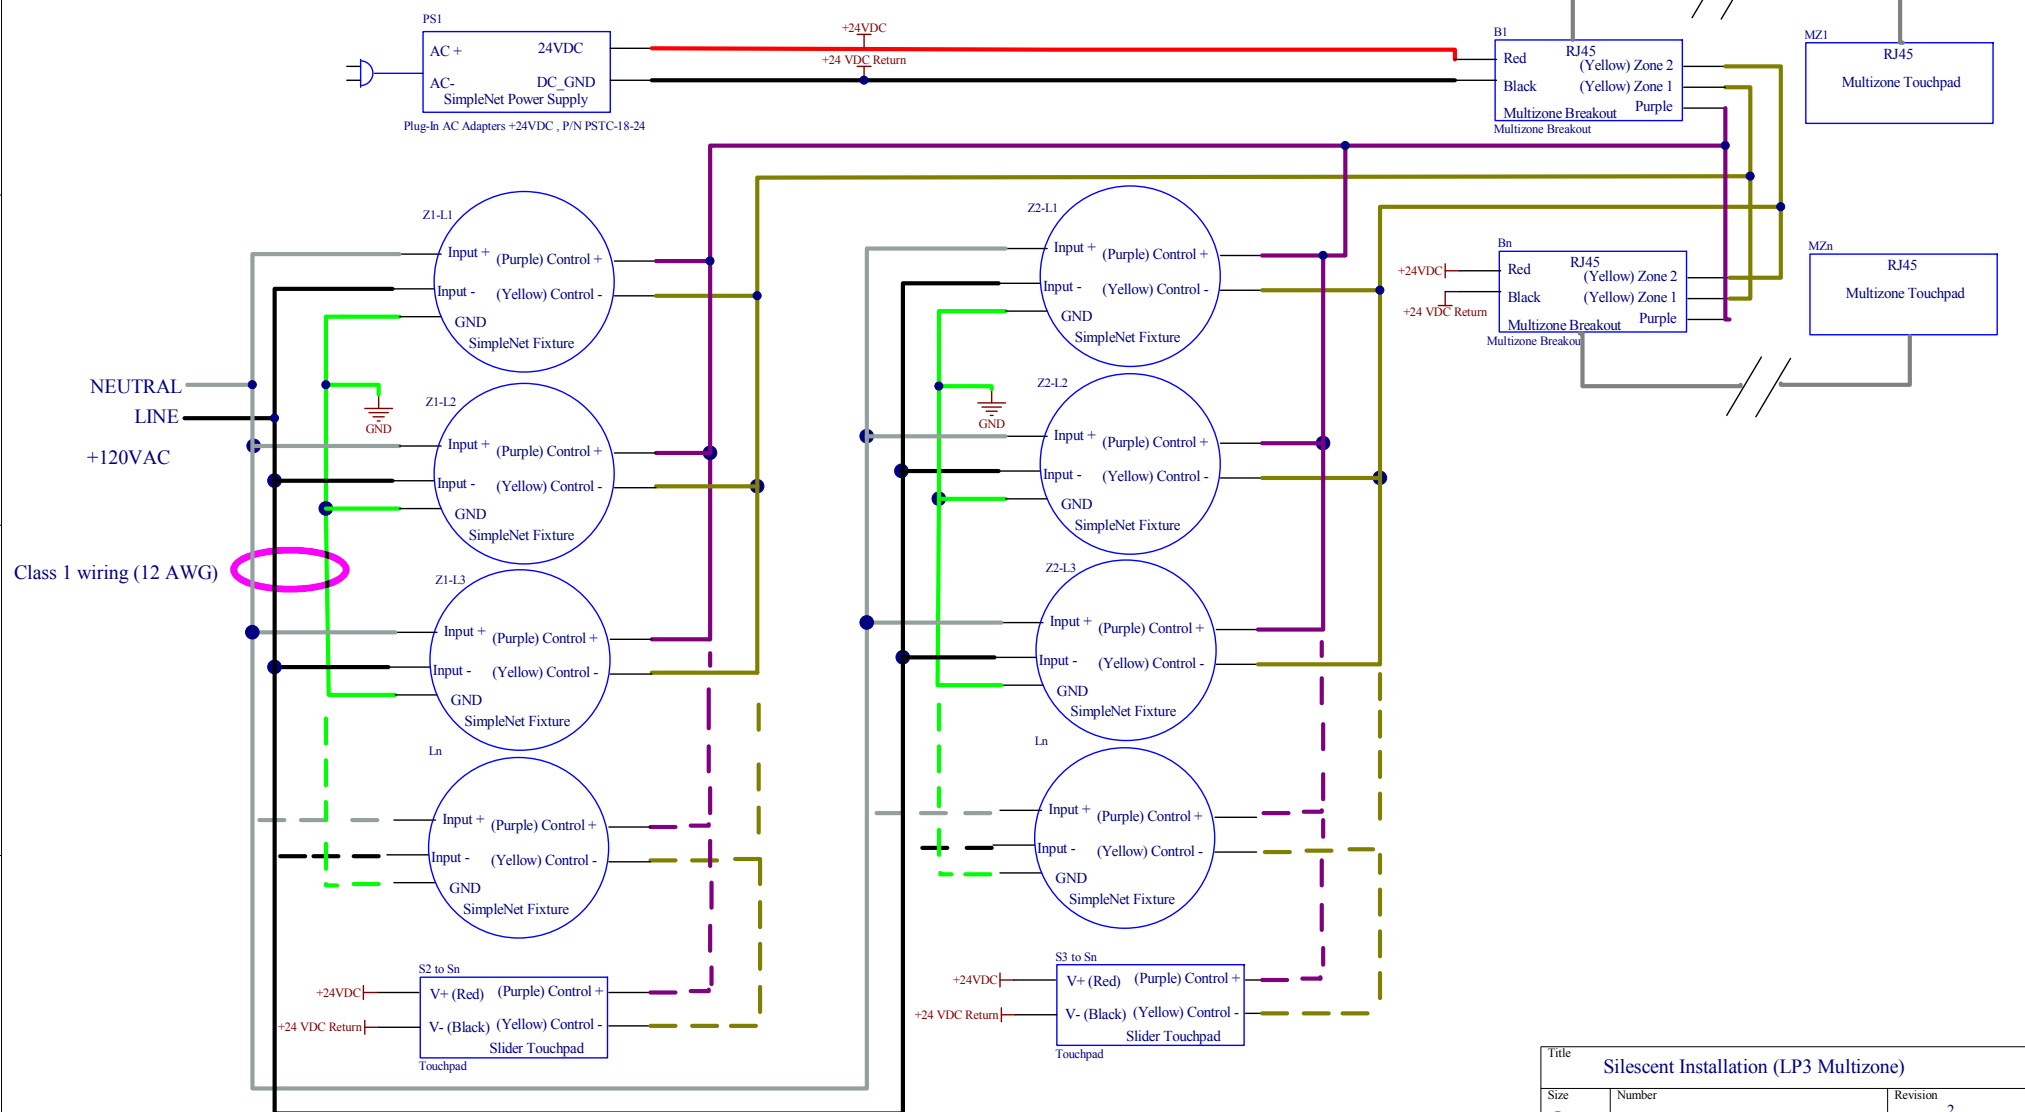 PS1
AC +
24VDC
AC-
DC_GND
SimpleNet Power Supply
Plug-In AC Adapters +24VDC , P/N PSTC-18-24
+24VDC
+24 VDC Return
B1
RJ45
Red
(Yellow) Zone 2
Black
(Yellow) Zone 1
Purple
Multizone Breakout
Multizone Breakout
MZ1
RJ45
Multizone Touchpad
Z1-L1
Input +
(Purple) Control +
Input -
(Yellow) Control -
GND
SimpleNet Fixture
Z2-L1
Input +
(Purple) Control +
Input -
(Yellow) Control -
GND
SimpleNet Fixture
Bn
RJ45
+24VDC
Red
(Yellow) Zone 2
Black
(Yellow) Zone 1
+24 VDC Return
Purple
Multizone Breakout
Multizone Breakou
MZn
RJ45
Multizone Touchpad
NEUTRAL
LINE
+120VAC
GND
Z1-L2
Input +
(Purple) Control +
Input -
(Yellow) Control -
GND
SimpleNet Fixture
GND
Z2-L2
Input +
(Purple) Control +
Input -
(Yellow) Control -
GND
SimpleNet Fixture
Class 1 wiring (12 AWG)
Z1-L3
Input +
(Purple) Control +
Input -
(Yellow) Control -
GND
SimpleNet Fixture
Z2-L3
Input +
(Purple) Control +
Input -
(Yellow) Control -
GND
SimpleNet Fixture
Ln
Input +
(Purple) Control +
Input -
(Yellow) Control -
GND
SimpleNet Fixture
Ln
Input +
(Purple) Control +
Input -
(Yellow) Control -
GND
SimpleNet Fixture
S2 to Sn
+24VDC
V+ (Red)
(Purple) Control +
+24 VDC Return
V- (Black)
(Yellow) Control -
Slider Touchpad
Touchpad
S3 to Sn
+24VDC
V+ (Red)
(Purple) Control +
+24 VDC Return
V- (Black)
(Yellow) Control -
Slider Touchpad
Touchpad
Title
Silescent Installation (LP3 Multizone)
Size
Number
Revision
2